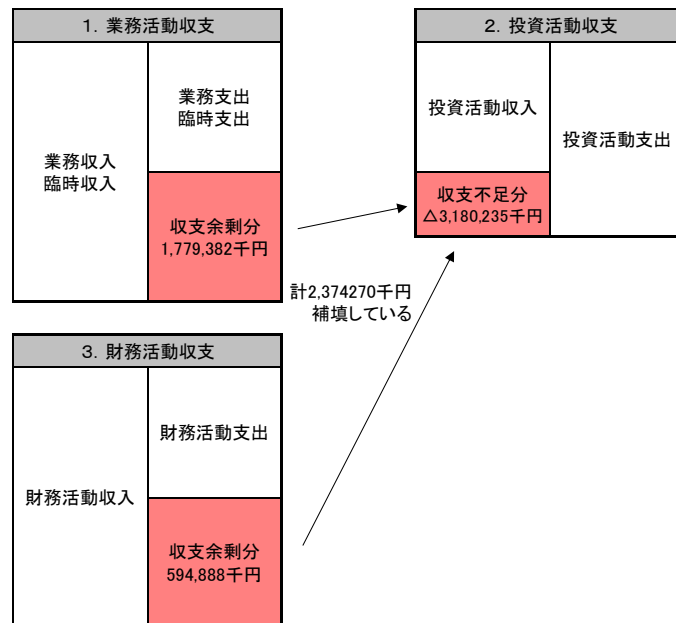 1．業務活動収支
業務収入
臨時収入
業務支出
臨時支出
収支余剰分
1,779,382千円
2．投資活動収支
投資活動収入
収支不足分
△3,180,235千円
投資活動支出
計2,374270千円
補填している
3．財務活動収支
財務活動収入
財務活動支出
収支余剰分
594,888千円